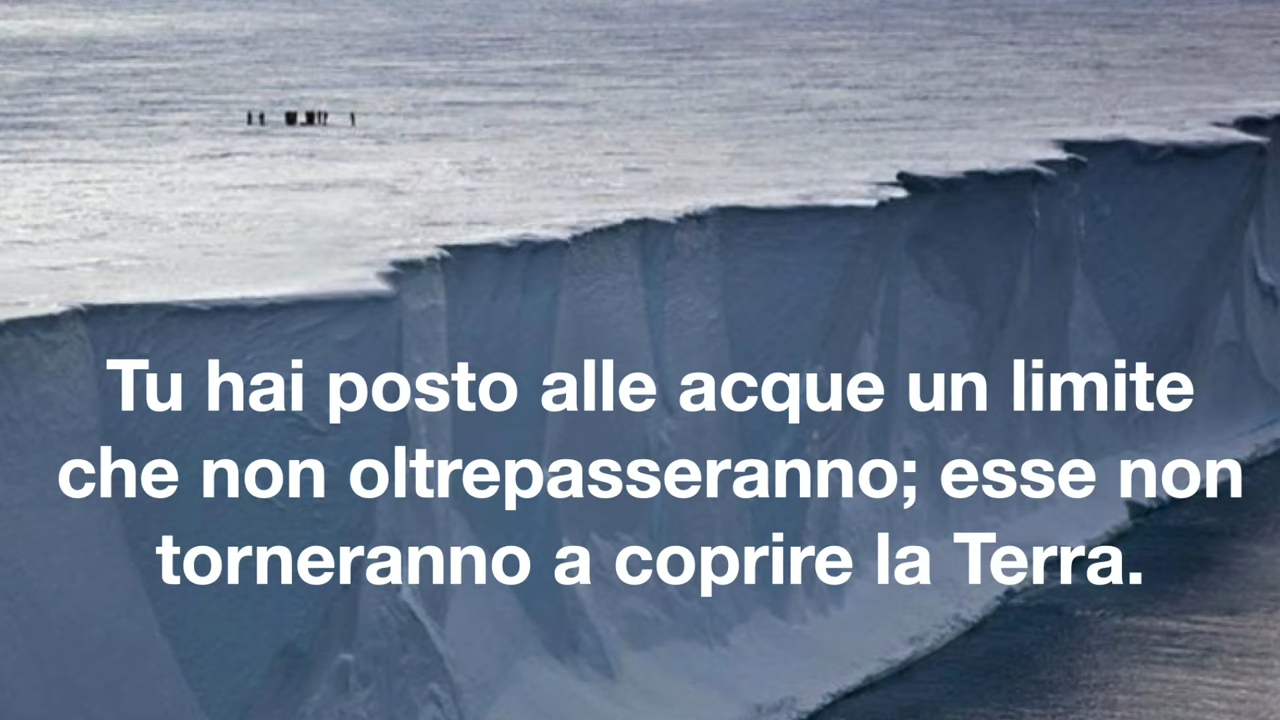 Tu hai posto alle acque un limite
che non oltrepasseranno; esse non
torneranno a coprire la Terra.